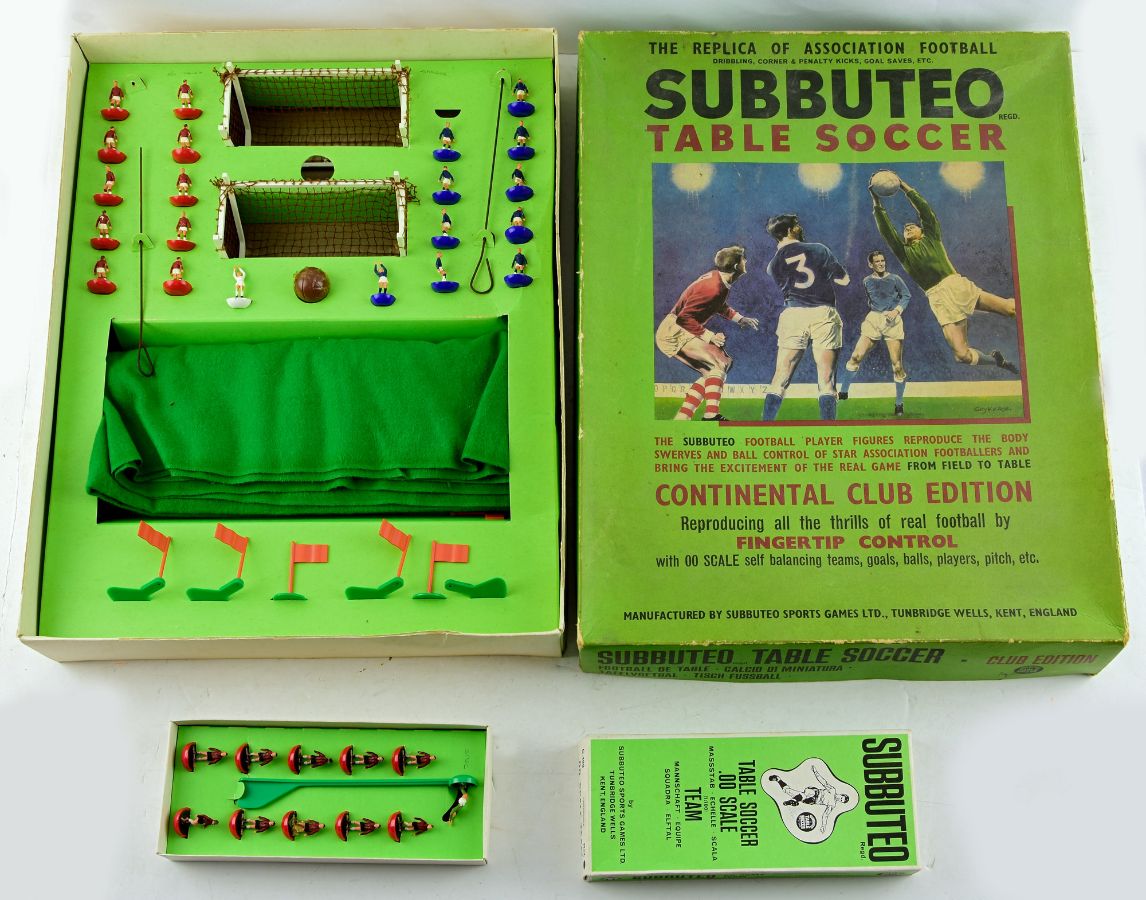 THE REPLICA OF ASSOCIATION FOOTBALL
DRIBBLING, CORNER & PENALTY KICKS, GOAL SAVES, ETC.
SUBBUTEO
REGD.
TABLE SOCCER
3
THE SUBBUTEO FOOTBALL PLAYER FIGURES REPRODUCE THE BODY
SWERVES AND BALL CONTROL OF STAR ASSOCIATION FOOTBALLERS AND
BRING THE EXCITEMENT OF THE REAL GAME FROM FIELD TO TABLE
CONTINENTAL CLUB EDITION
Reproducing all the thrills of real football by
FINGERTIP CONTROL
with 00 SCALE self balancing teams, goals, balls, players, pitch, etc.
MANUFACTURED BY SUBBUTEO SPORTS GAMES LTD., TUNBRIDGE WELLS, KENT, ENGLAND
SUBBUTEO TABLE SOCCER · CLUB EDITION
FOOTBALL DE TABLE · CALCIO DI MINIATURA ·
TAFELVOETBAL · TISCH FUSSBALL
SUBBUTEO
Regd.
TABLE SOCCER
TABLE SOCCER
.00 SCALE
MASSSTAB · ECHELLE · SCALA
TEAM
MANNSCHAFT · EQUIPE
SQUADRA · ELFTAL
by
SUBBUTEO SPORTS GAMES LTD.
TUNBRIDGE WELLS
KENT, ENGLAND
SUBBUTEO